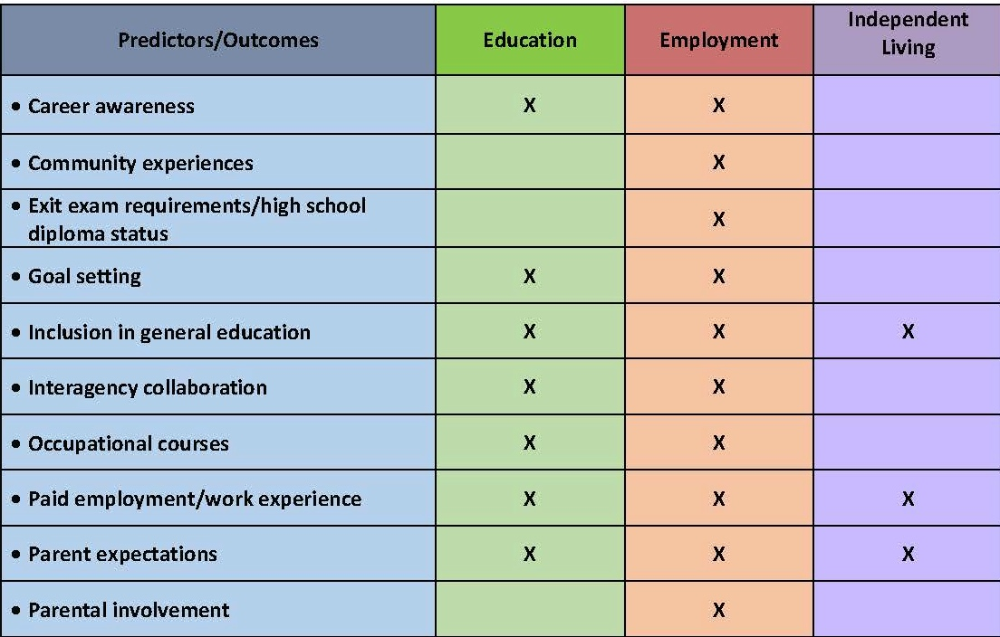 Predictors/Outcomes Education Employment Independent
Living
• Career awareness X X
• Community experiences X
• Exit exam requirements/high school
diploma status X
• Goal setting X X
• Inclusion in general education X X X
• Interagency collaboration X X
• Occupational courses X X
• Paid employment/work experience X X X
• Parent expectations X X X
• Parental involvement X